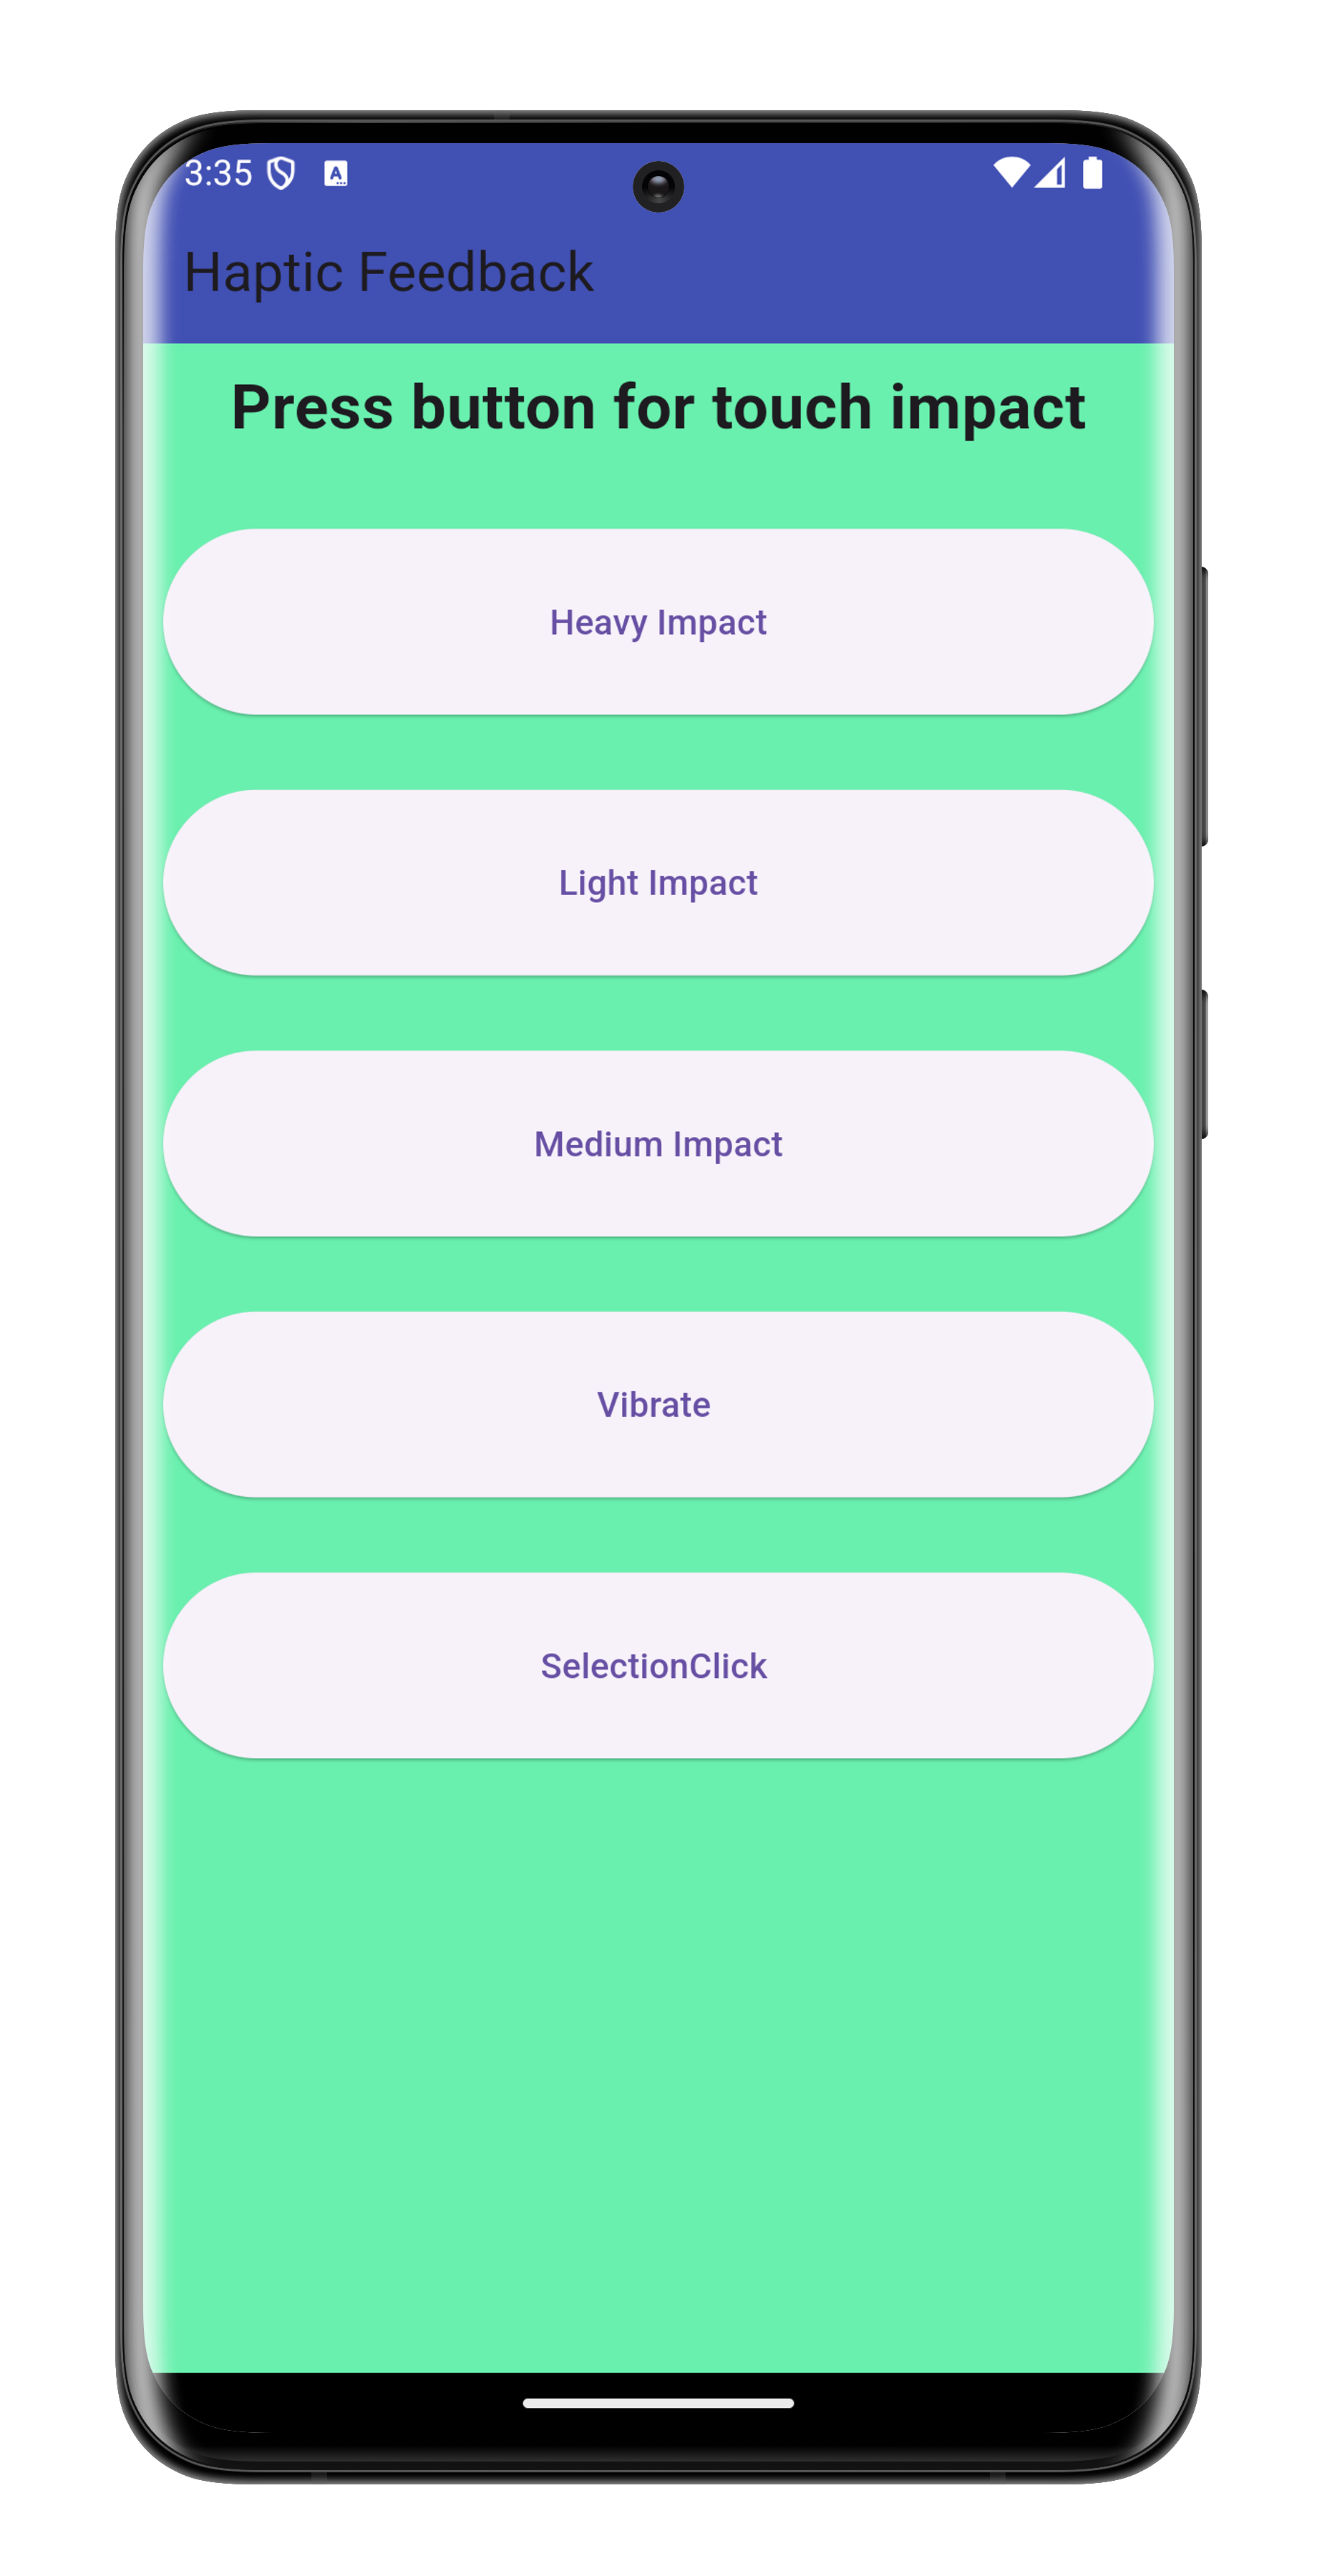 3:35
Haptic Feedback
Press button for touch impact
Heavy Impact
Light Impact
Medium Impact
Vibrate
SelectionClick